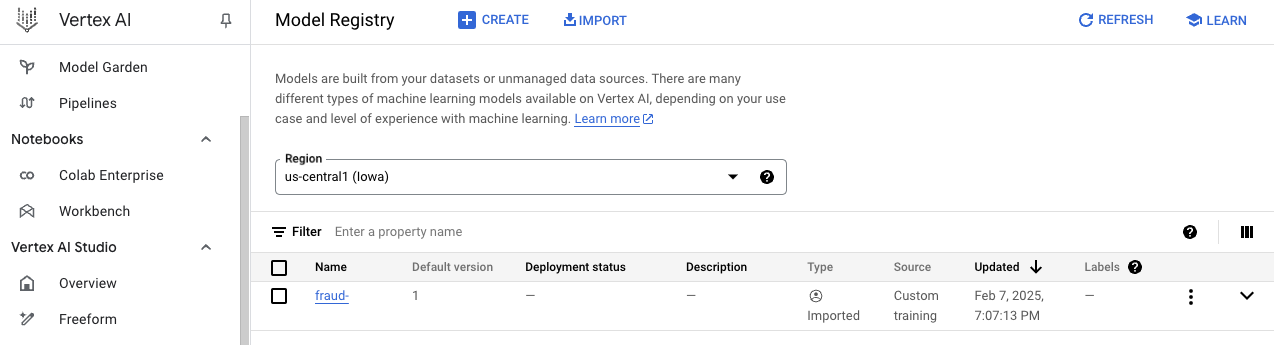 Vertex AI
Model Registry
CREATE
IMPORT
REFRESH
LEARN
Model Garden
Pipelines
Notebooks
Colab Enterprise
Workbench
Vertex AI Studio
Overview
Freeform
Models are built from your datasets or unmanaged data sources. There are many
different types of machine learning models available on Vertex AI, depending on your use
case and level of experience with machine learning. Learn more
Region
us-central1 (Iowa)
Filter Enter a property name
Name Default version Deployment status Description Type Source Updated Labels
fraud- 1 — — Imported Custom training Feb 7, 2025, 7:07:13 PM —